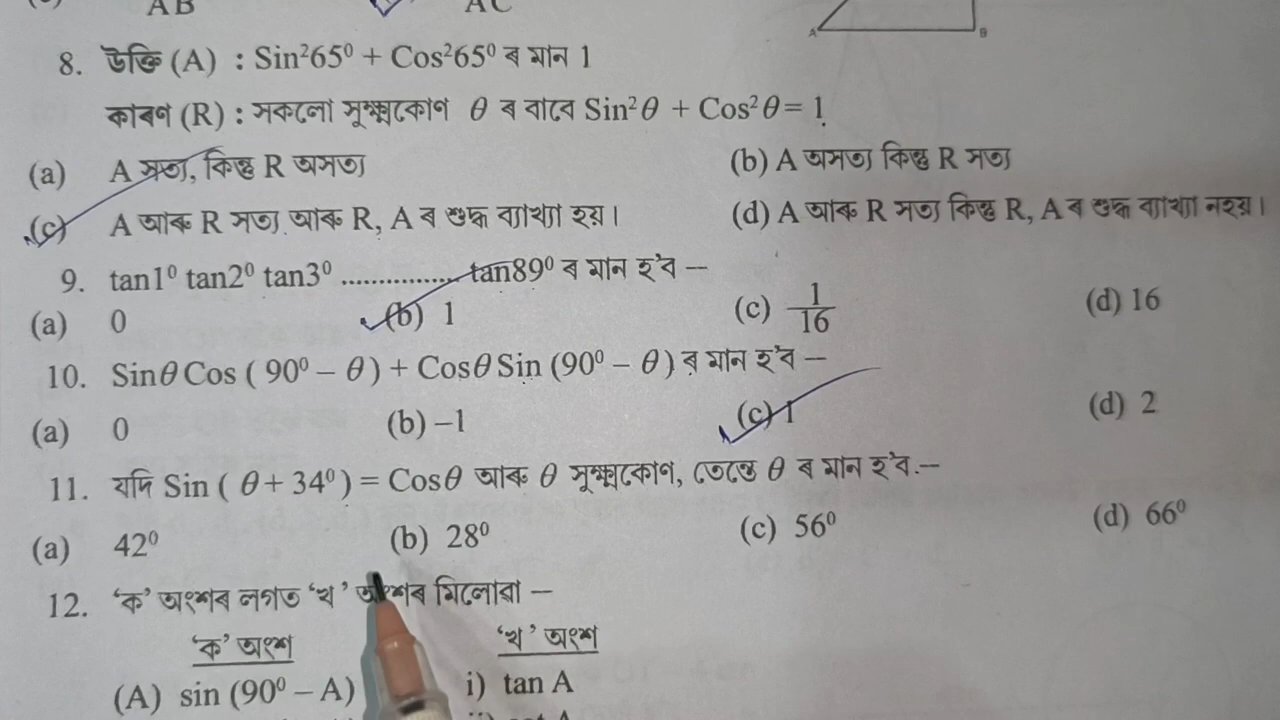 AB AC
A B
8. উক্তি (A) : Sin²65⁰ + Cos²65⁰ ৰ মান 1
কাৰণ (R) : সকলো সূক্ষ্মকোণ θ ৰ বাবে Sin²θ + Cos²θ = 1
(a) A সত্য, কিন্তু R অসত্য (b) A অসত্য কিন্তু R সত্য
(c) A আৰু R সত্য আৰু R, A ৰ শুদ্ধ ব্যাখ্যা হয়। (d) A আৰু R সত্য কিন্তু R, A ৰ শুদ্ধ ব্যাখ্যা নহয়।
9. tan1⁰ tan2⁰ tan3⁰ ................ tan89⁰ ৰ মান হ'ব –
(a) 0 (b) 1 (c) 1/16 (d) 16
10. Sinθ Cos ( 90⁰ – θ ) + Cosθ Sin (90⁰ – θ ) ৰ মান হ'ব –
(a) 0 (b) –1 (c) 1 (d) 2
11. যদি Sin ( θ + 34⁰ ) = Cosθ আৰু θ সূক্ষ্মকোণ, তেন্তে θ ৰ মান হ'ব.–
(a) 42⁰ (b) 28⁰ (c) 56⁰ (d) 66⁰
12. 'ক' অংশৰ লগত 'খ' অংশৰ মিলোৱা –
'ক' অংশ 'খ' অংশ
(A) sin (90⁰ – A) i) tan A